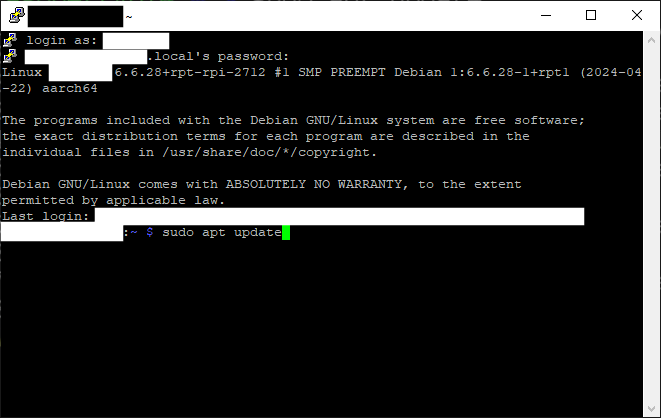 ~
login as:
.local's password:
Linux 6.6.28+rpt-rpi-2712 #1 SMP PREEMPT Debian 1:6.6.28-1+rpt1 (2024-04
-22) aarch64
The programs included with the Debian GNU/Linux system are free software;
the exact distribution terms for each program are described in the
individual files in /usr/share/doc/*/copyright.
Debian GNU/Linux comes with ABSOLUTELY NO WARRANTY, to the extent
permitted by applicable law.
Last login:
:~ $ sudo apt update